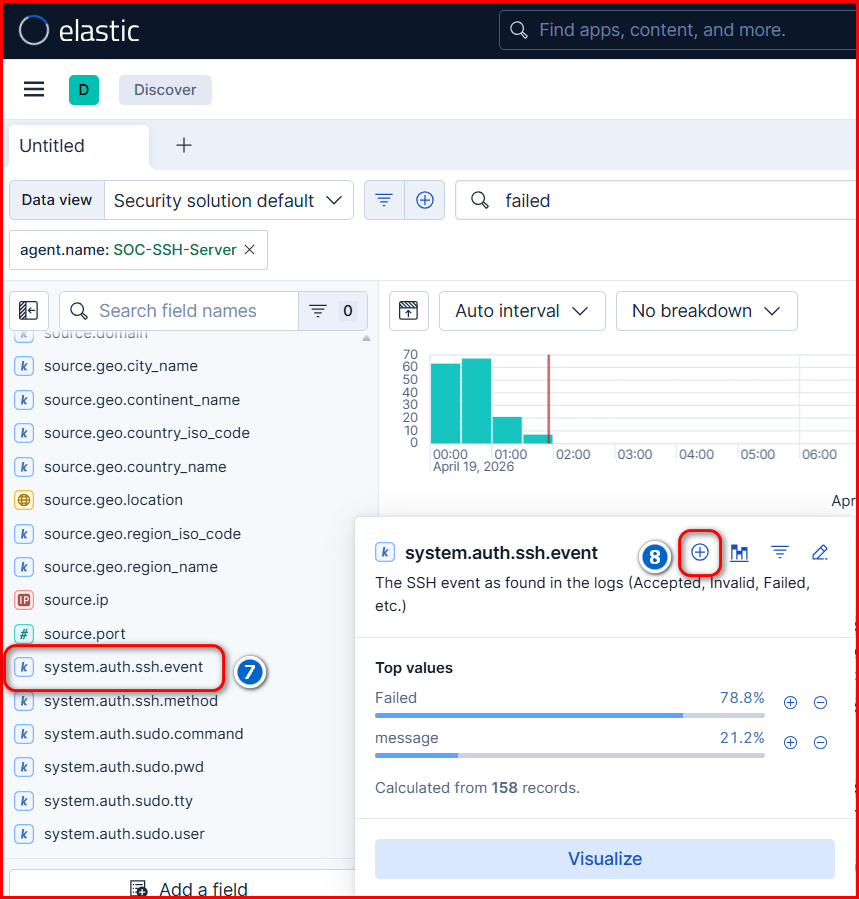 elastic
Find apps, content, and more.
D
Discover
Untitled
Data view
Security solution default
failed
agent.name: SOC-SSH-Server
Search field names
0
Auto interval
No breakdown
k source.domain
k source.geo.city_name
k source.geo.continent_name
k source.geo.country_iso_code
k source.geo.country_name
source.geo.location
k source.geo.region_iso_code
k source.geo.region_name
IP source.ip
# source.port
k system.auth.ssh.event
7
k system.auth.ssh.method
k system.auth.sudo.command
k system.auth.sudo.pwd
k system.auth.sudo.tty
k system.auth.sudo.user
Add a field
70
60
50
40
30
20
10
0
00:00 01:00 02:00 03:00 04:00 05:00 06:00
April 19, 2026
Apr
k system.auth.ssh.event
8
The SSH event as found in the logs (Accepted, Invalid, Failed,
etc.)
Top values
Failed 78.8%
message 21.2%
Calculated from 158 records.
Visualize